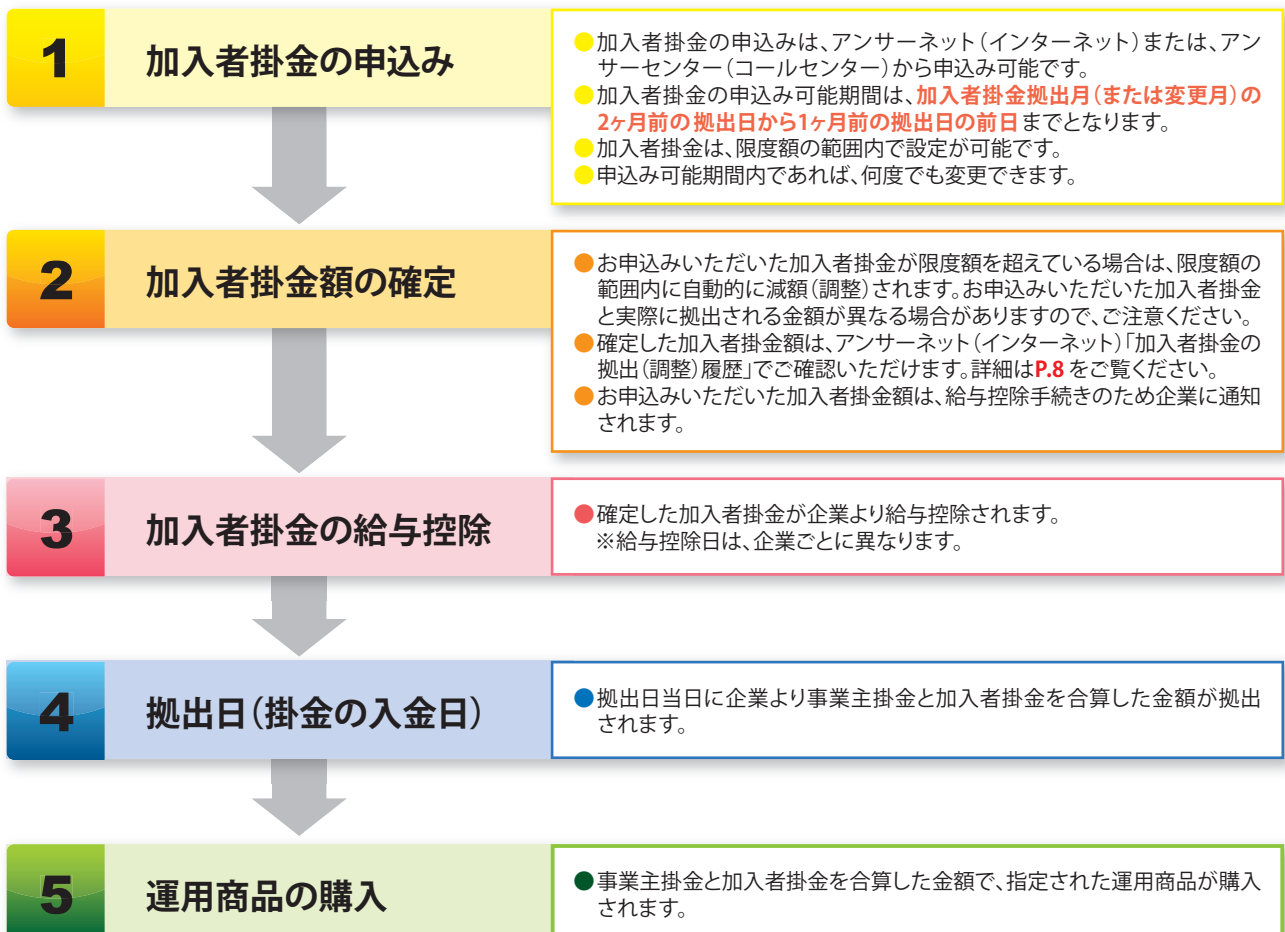 1
加入者掛金の申込み
●加入者掛金の申込みは、アンサーネット（インターネット）または、アン
サーセンター（コールセンター）から申込み可能です。
●加入者掛金の申込み可能期間は、加入者掛金拠出月（または変更月）の
2ヶ月前の拠出日から1ヶ月前の拠出日の前日までとなります。
●加入者掛金は、限度額の範囲内で設定が可能です。
●申込み可能期間内であれば、何度でも変更できます。
2
加入者掛金額の確定
●お申込みいただいた加入者掛金が限度額を超えている場合は、限度額の
範囲内に自動的に減額（調整）されます。お申込みいただいた加入者掛金
と実際に拠出される金額が異なる場合がありますので、ご注意ください。
●確定した加入者掛金額は、アンサーネット（インターネット）「加入者掛金の
拠出（調整）履歴」でご確認いただけます。詳細はP.8 をご覧ください。
●お申込みいただいた加入者掛金額は、給与控除手続きのため企業に通知
されます。
3
加入者掛金の給与控除
●確定した加入者掛金が企業より給与控除されます。
※給与控除日は、企業ごとに異なります。
4
拠出日（掛金の入金日）
●拠出日当日に企業より事業主掛金と加入者掛金を合算した金額が拠出
されます。
5
運用商品の購入
●事業主掛金と加入者掛金を合算した金額で、指定された運用商品が購入
されます。